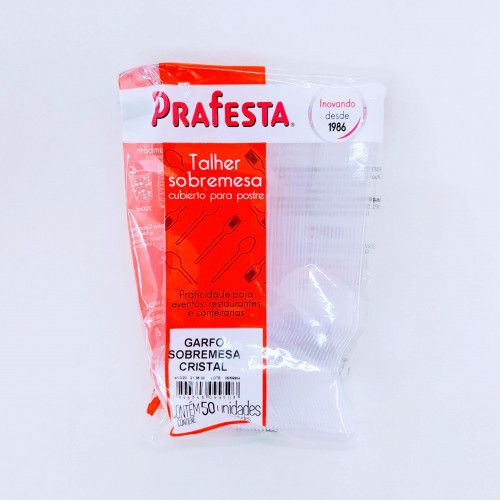 PRAFESTA®
Inovando
desde
1986
Talher
sobremesa
cubierto para postre
Praticidade para
eventos, restaurantes
e confeitarias
GARFO
SOBREMESA
CRISTAL
CONTÉM 50 unidades
CONTIENE